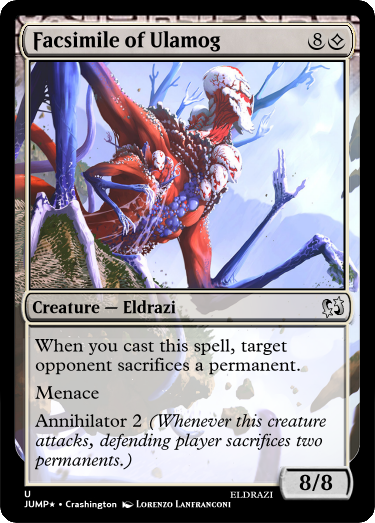 Facsimile of Ulamog 8
Creature — Eldrazi
When you cast this spell, target
opponent sacrifices a permanent.
Menace
Annihilator 2 (Whenever this creature
attacks, defending player sacrifices two
permanents.)
8/8
U ELDRAZI
JUMP★ • Crashington Lorenzo Lanfranconi